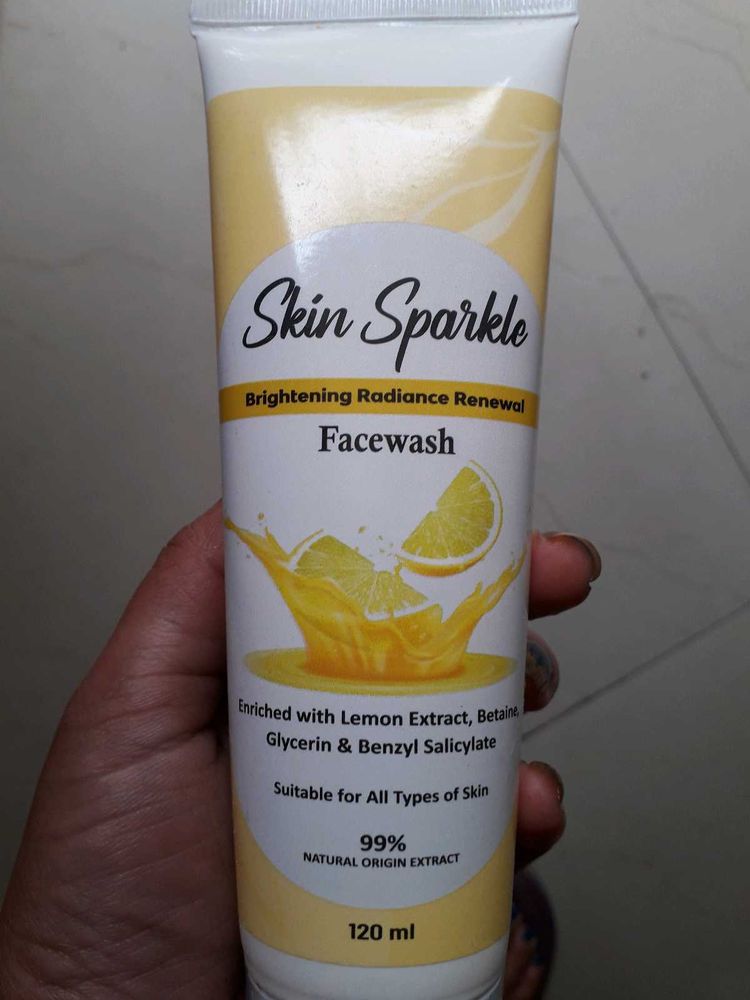 Skin Sparkle
Brightening Radiance Renewal
Facewash
Enriched with Lemon Extract, Betaine,
Glycerin & Benzyl Salicylate
Suitable for All Types of Skin
99%
NATURAL ORIGIN EXTRACT
120 ml